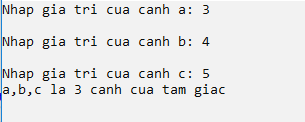 Nhap gia tri cua canh a: 3
Nhap gia tri cua canh b: 4
Nhap gia tri cua canh c: 5
a,b,c la 3 canh cua tam giac